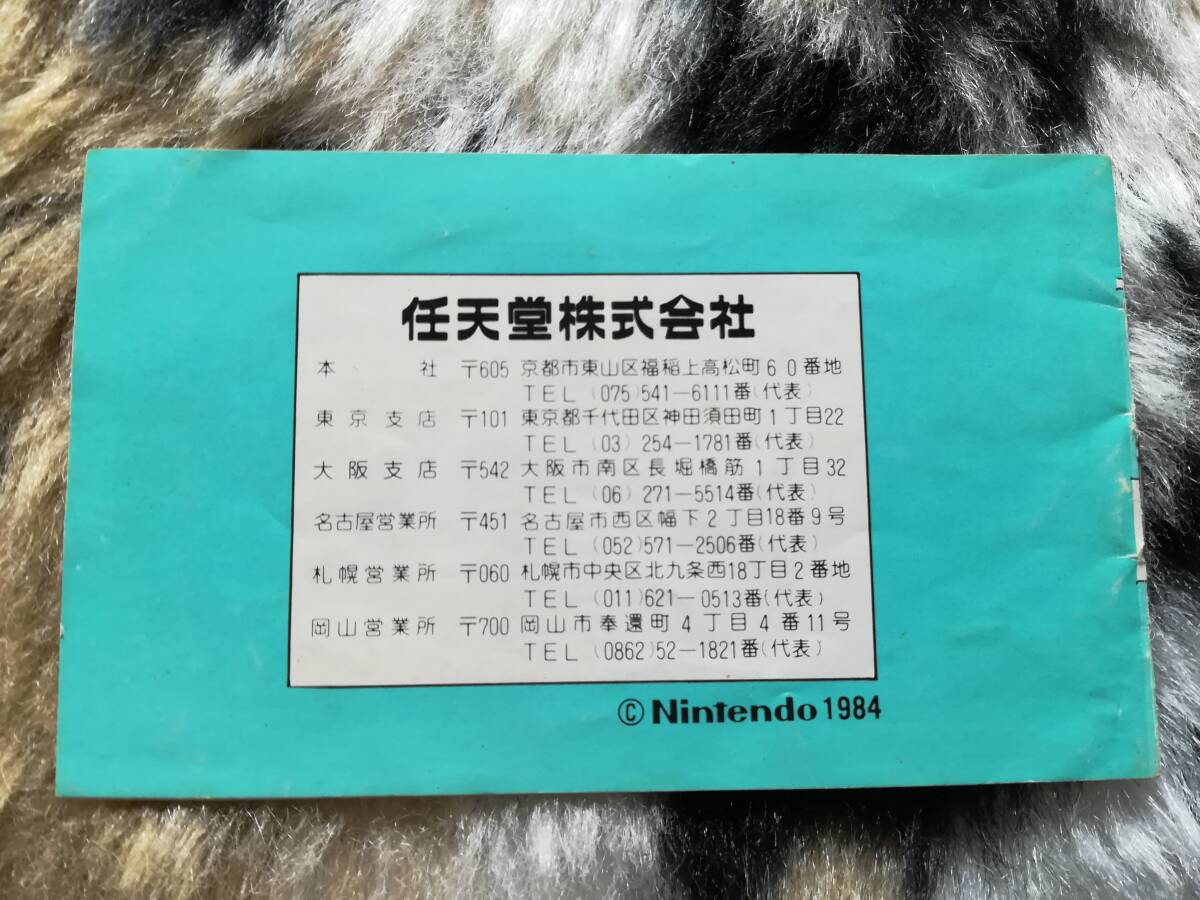 任天堂株式会社
本社 〒605 京都市東山区福稲上高松町60番地
TEL (075)541-6111番(代表)
東京支店 〒101 東京都千代田区神田須田町1丁目22
TEL (03) 254-1781番(代表)
大阪支店 〒542 大阪市南区長堀橋筋1丁目32
TEL (06) 271-5514番(代表)
名古屋営業所 〒451 名古屋市西区幅下2丁目18番9号
TEL (052)571-2506番(代表)
札幌営業所 〒060 札幌市中央区北九条西18丁目2番地
TEL (011)621-0513番(代表)
岡山営業所 〒700 岡山市奉還町4丁目4番11号
TEL (0862)52-1821番(代表)
©Nintendo 1984